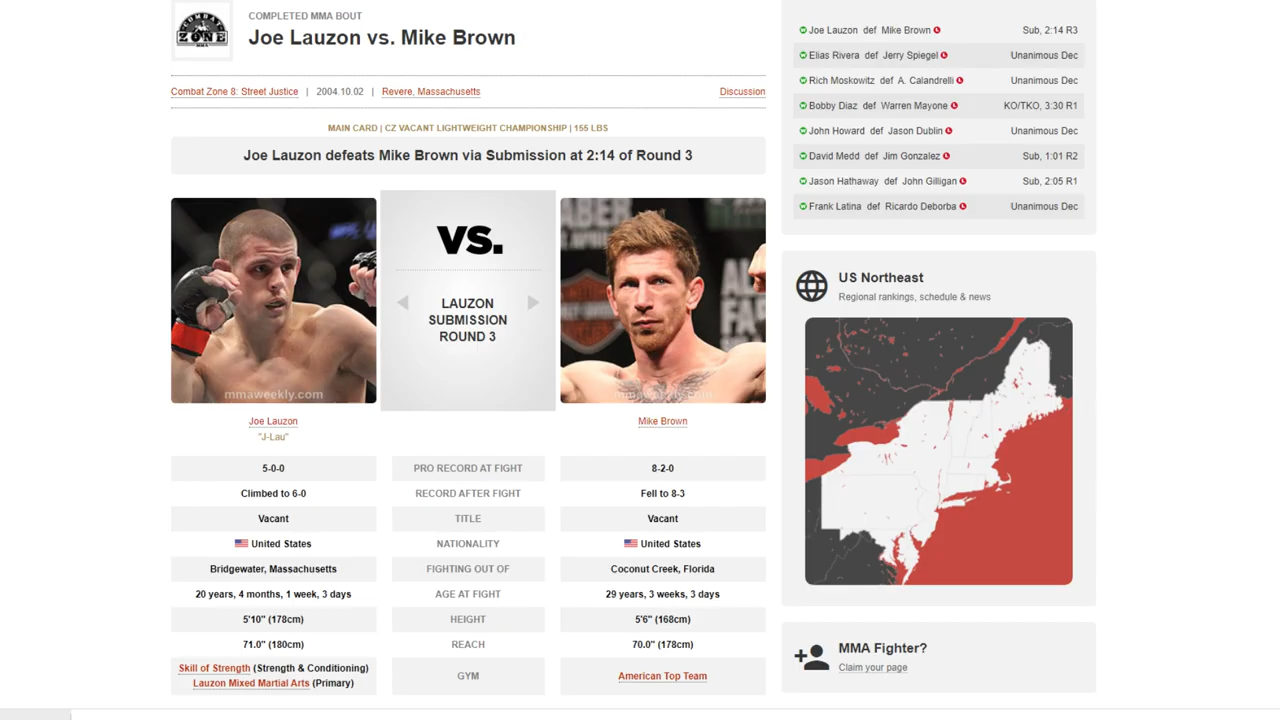 COMBAT
ZONE
MMA
COMPLETED MMA BOUT
Joe Lauzon vs. Mike Brown
Combat Zone 8: Street Justice | 2004.10.02 | Revere, Massachusetts Discussion
MAIN CARD | CZ VACANT LIGHTWEIGHT CHAMPIONSHIP | 155 LBS
Joe Lauzon defeats Mike Brown via Submission at 2:14 of Round 3
VS.
LAUZON
SUBMISSION
ROUND 3
mmaweekly.com
mmaweekly.com
Joe Lauzon Mike Brown
"J-Lau"
5-0-0 PRO RECORD AT FIGHT 8-2-0
Climbed to 6-0 RECORD AFTER FIGHT Fell to 8-3
Vacant TITLE Vacant
United States NATIONALITY United States
Bridgewater, Massachusetts FIGHTING OUT OF Coconut Creek, Florida
20 years, 4 months, 1 week, 3 days AGE AT FIGHT 29 years, 3 weeks, 3 days
5'10" (178cm) HEIGHT 5'6" (168cm)
71.0" (180cm) REACH 70.0" (178cm)
Skill of Strength (Strength & Conditioning)
Lauzon Mixed Martial Arts (Primary) GYM American Top Team
W Joe Lauzon def Mike Brown L Sub, 2:14 R3
W Elias Rivera def Jerry Spiegel L Unanimous Dec
W Rich Moskowitz def A. Calandrelli L Unanimous Dec
W Bobby Diaz def Warren Mayone L KO/TKO, 3:30 R1
W John Howard def Jason Dublin L Unanimous Dec
W David Medd def Jim Gonzalez L Sub, 1:01 R2
W Jason Hathaway def John Gilligan L Sub, 2:05 R1
W Frank Latina def Ricardo Deborba L Unanimous Dec
US Northeast
Regional rankings, schedule & news
MMA Fighter?
Claim your page